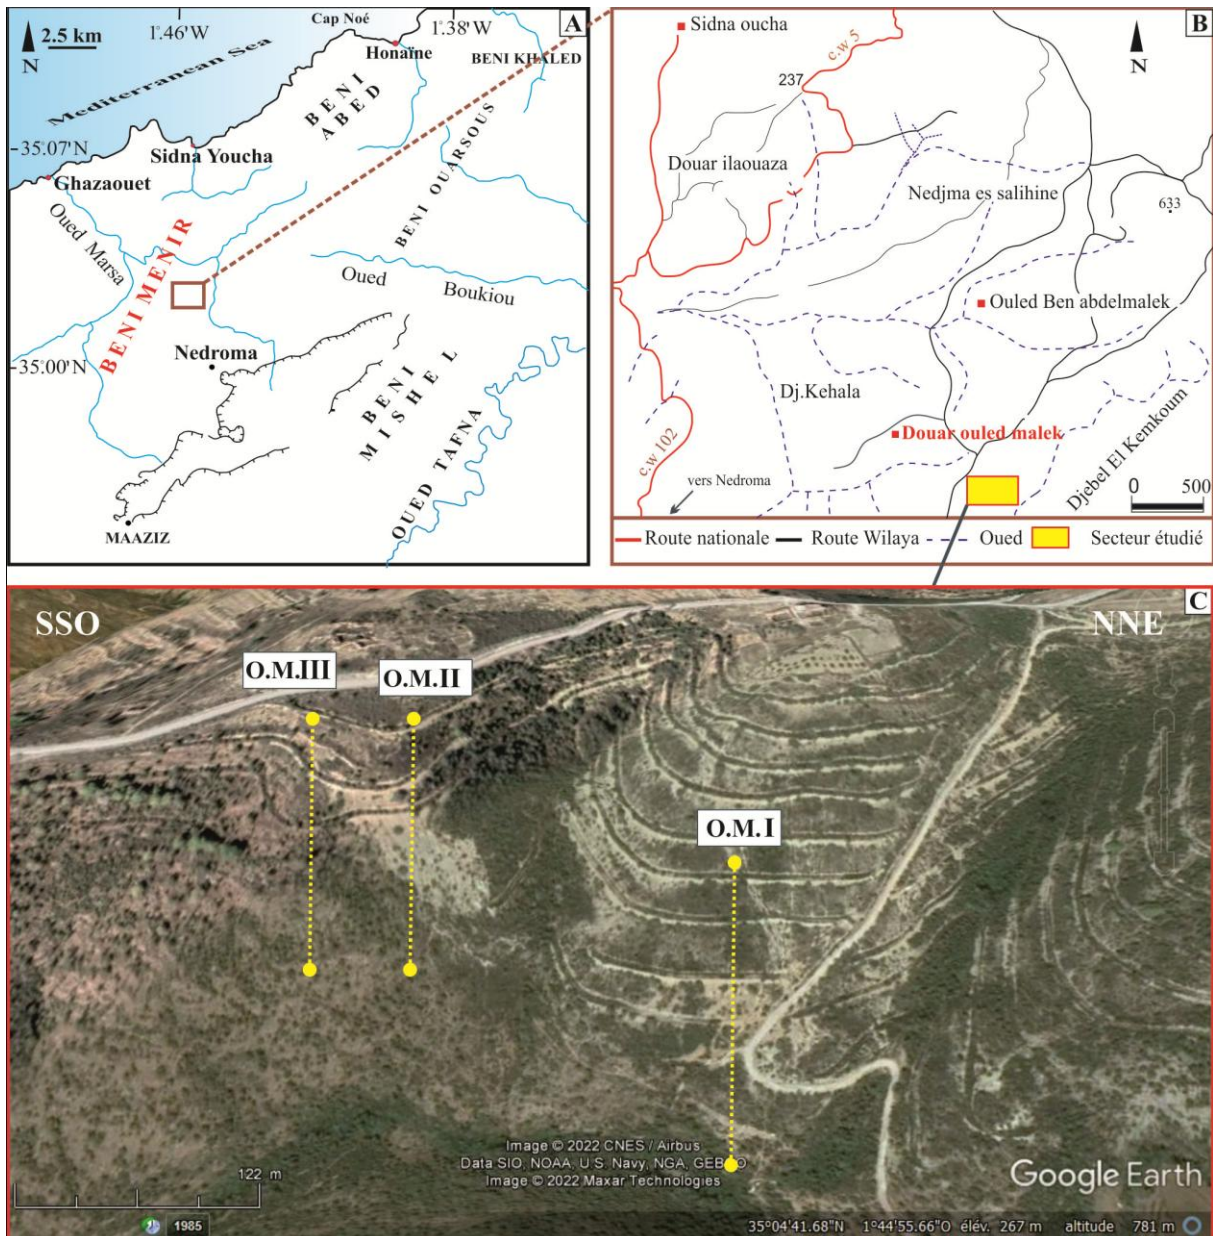 A
2.5 km
N
1°.46'W
Cap Noé
1°.38'W
Honaïne
BENI KHALED
Mediterranean Sea
BENI
ABED
35°.07'N
Sidna Youcha
Ghazaouet
BENI OUARSOUS
Oued Marsa
BENI MENIR
Oued Boukiou
35°.00'N
Nedroma
BENI
MISHEL
OUED TAFNA
MAAZIZ
B
Sidna oucha
c.w 5
N
237
Douar ilaouaza
Nedjma es salihine
633
Ouled Ben abdelmalek
Dj.Kehala
Douar ouled malek
c.w 102
vers Nedroma
Djebel El Kemkoum
0 500
Route nationale Route Wilaya Oued Secteur étudié
C
SSO NNE
O.M.III
O.M.II
O.M.I
Image © 2022 CNES / Airbus
Data SIO, NOAA, U.S. Navy, NGA, GEBCO
Image © 2022 Maxar Technologies
122 m
Google Earth
1985
35°04'41.68"N 1°44'55.66"O élév. 267 m altitude 781 m